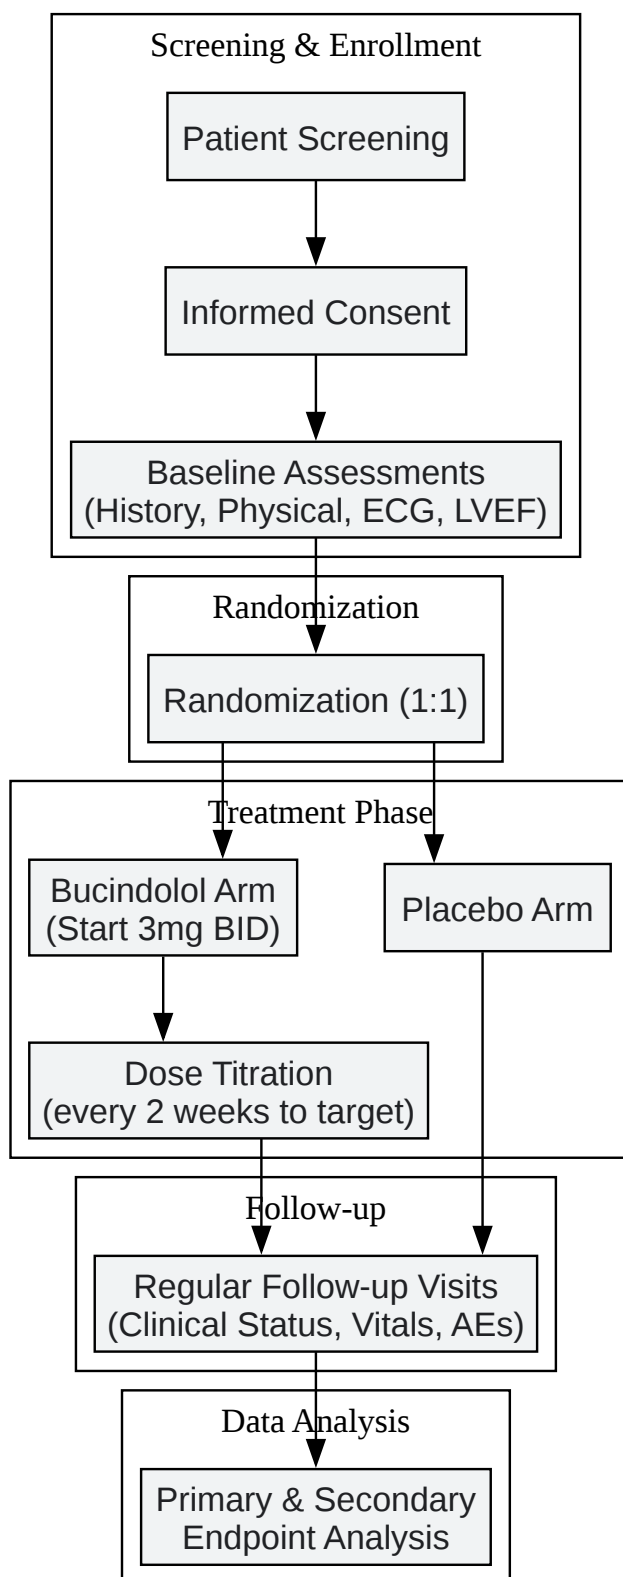 Screening & Enrollment
Patient Screening
Informed Consent
Baseline Assessments
(History, Physical, ECG, LVEF)
Randomization
Randomization (1:1)
Treatment Phase
Bucindolol Arm
(Start 3mg BID)
Placebo Arm
Dose Titration
(every 2 weeks to target)
Follow-up
Regular Follow-up Visits
(Clinical Status, Vitals, AEs)
Data Analysis
Primary & Secondary
Endpoint Analysis